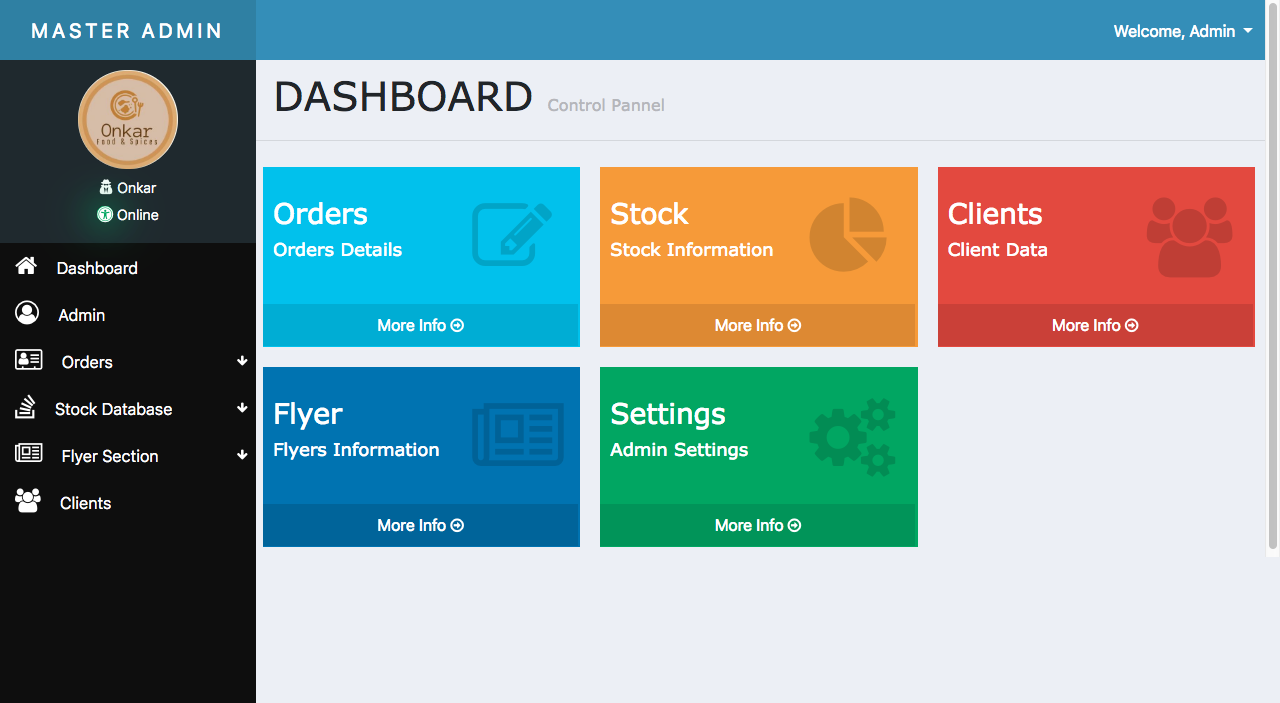 MASTER ADMIN
Welcome, Admin
Onkar
Food & Spices
Onkar
Online
Dashboard
Admin
Orders
Stock Database
Flyer Section
Clients
DASHBOARD Control Pannel
Orders
Orders Details
More Info
Stock
Stock Information
More Info
Clients
Client Data
More Info
Flyer
Flyers Information
More Info
Settings
Admin Settings
More Info